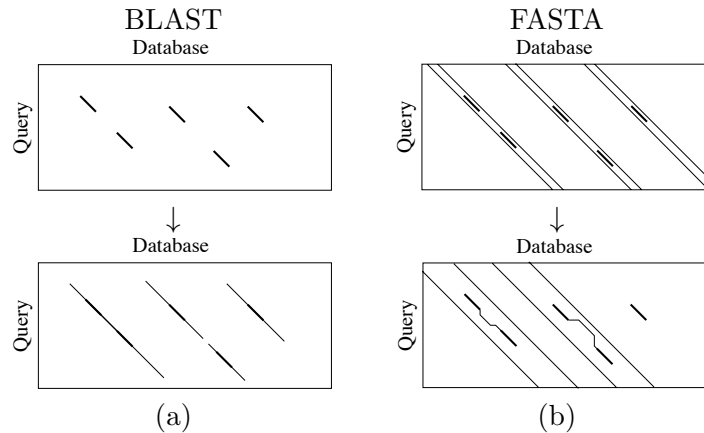 BLAST
Database
Query
↓
Database
Query
(a)
FASTA
Database
Query
↓
Database
Query
(b)